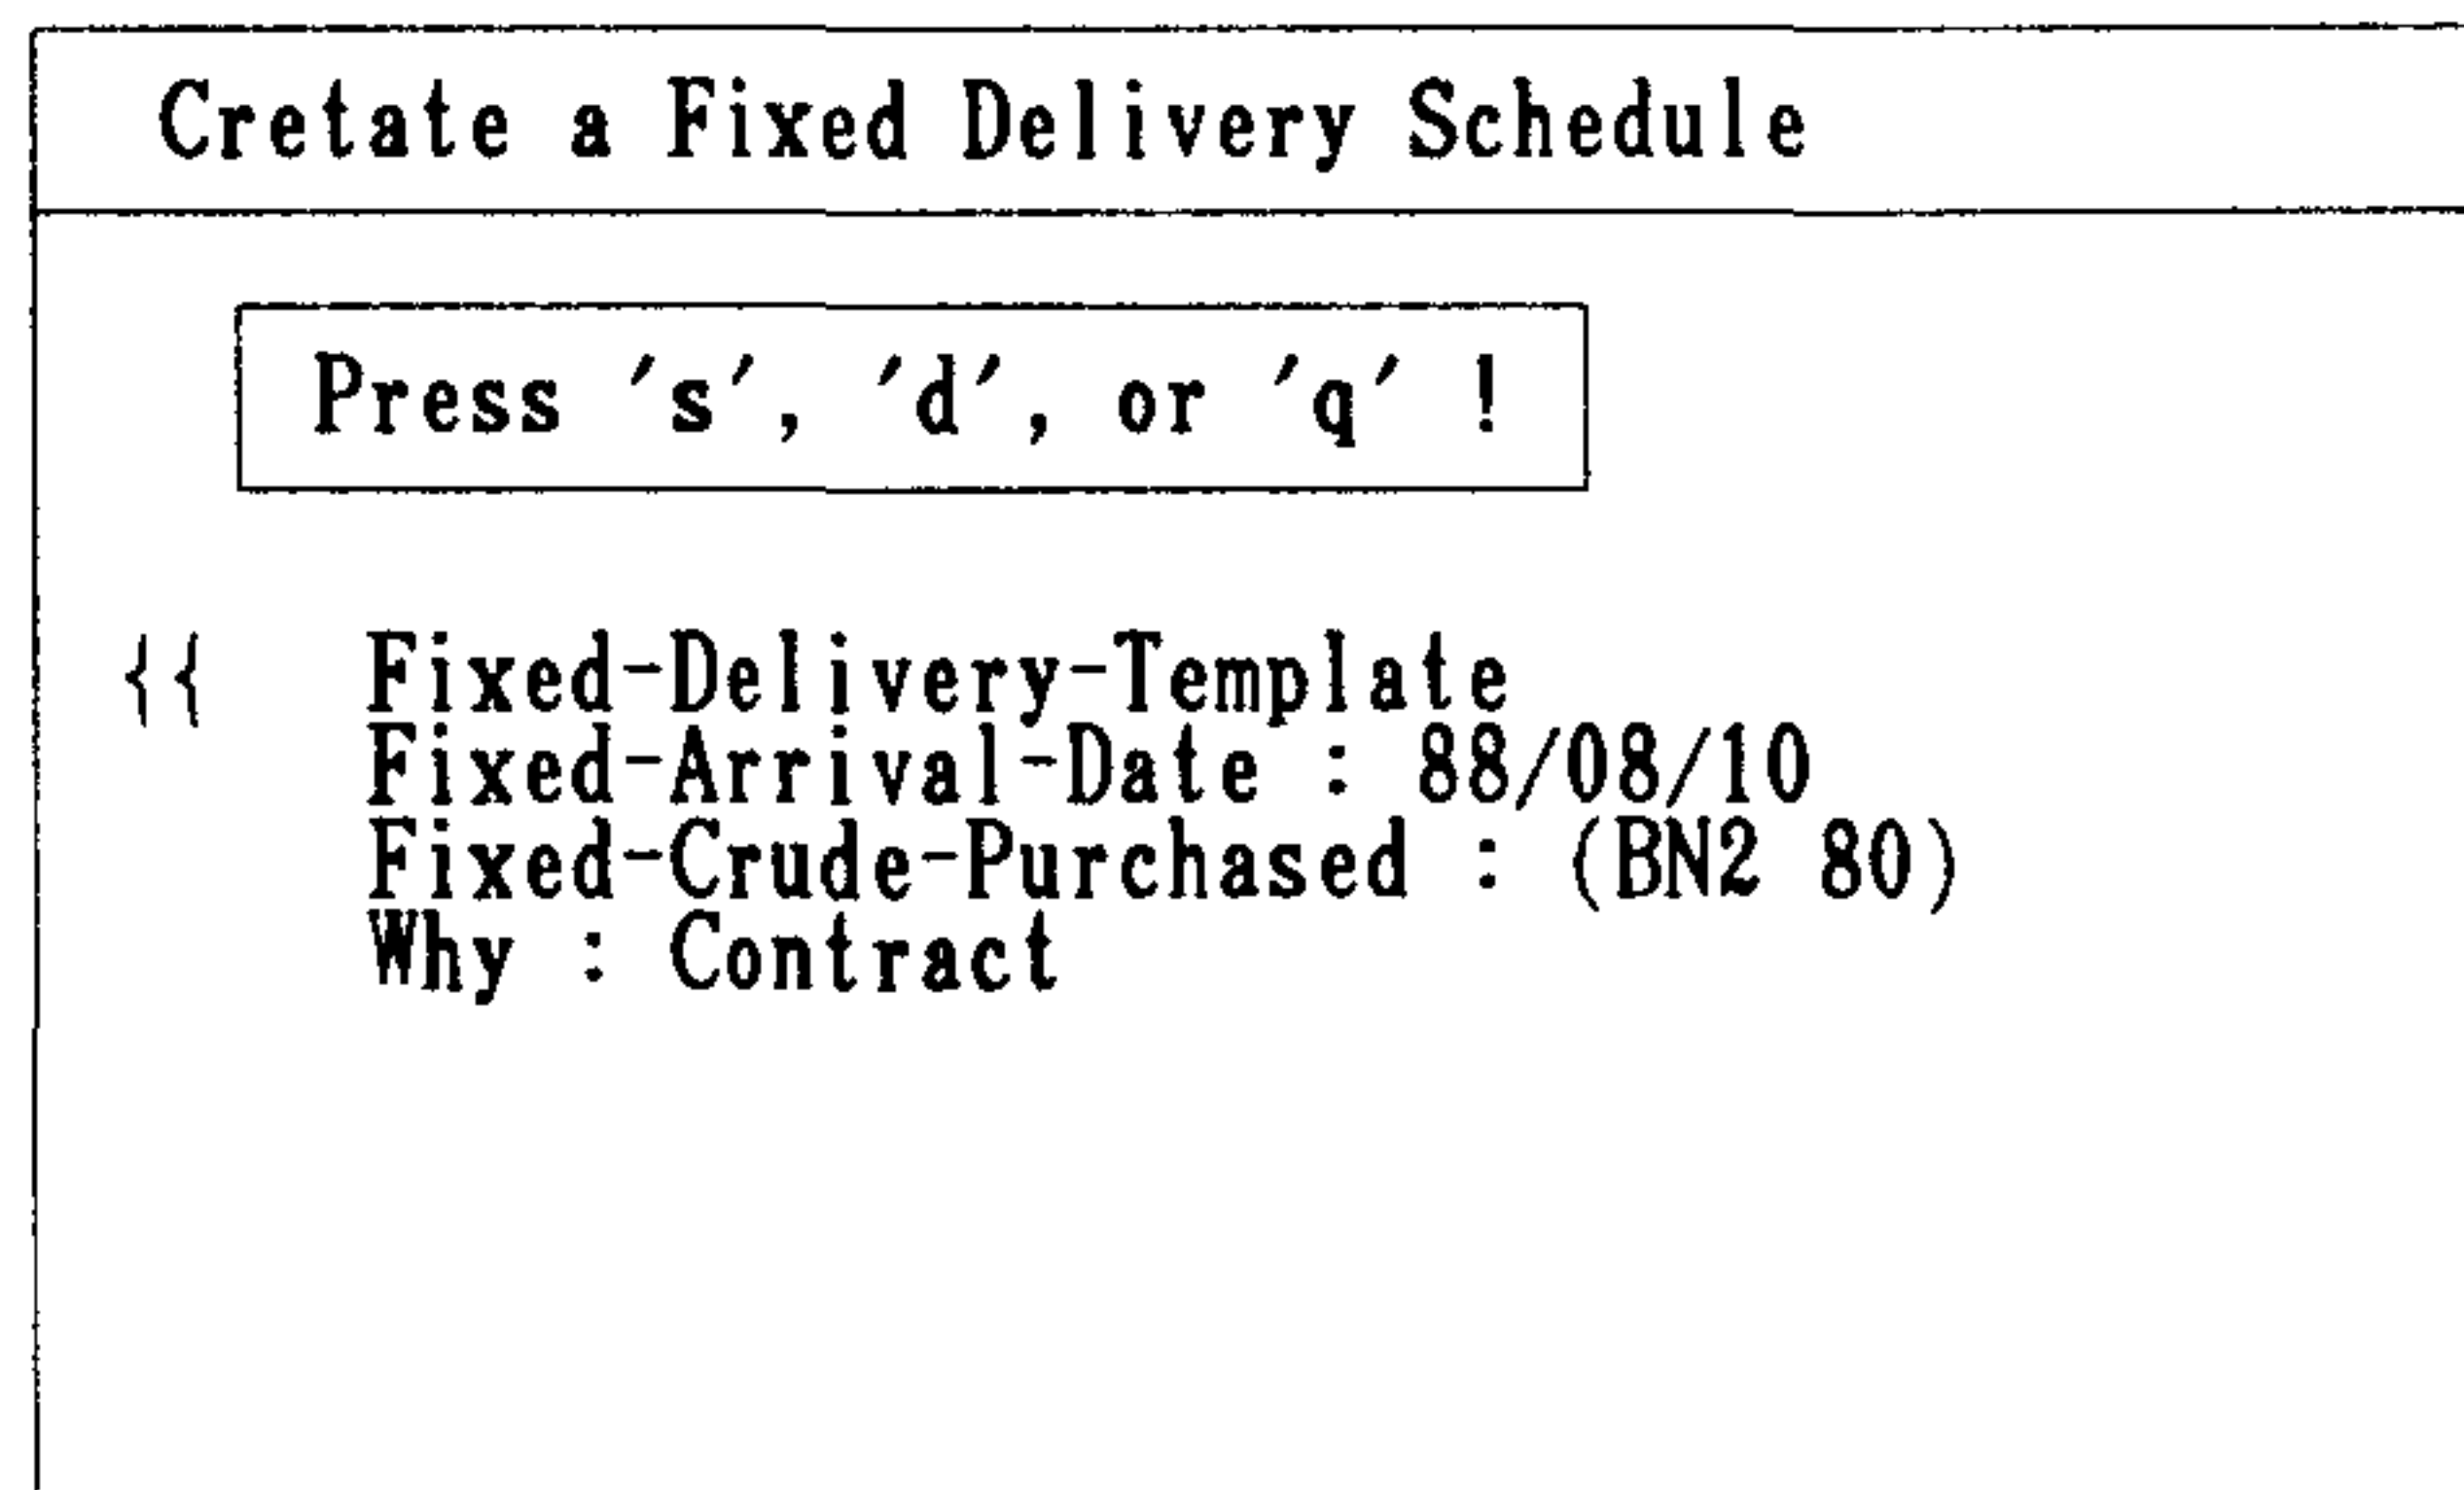 Cretate a Fixed Delivery Schedule
Press 's', 'd', or 'q' !
{{ Fixed-Delivery-Template
Fixed-Arrival-Date : 88/08/10
Fixed-Crude-Purchased : (BN2 80)
Why : Contract